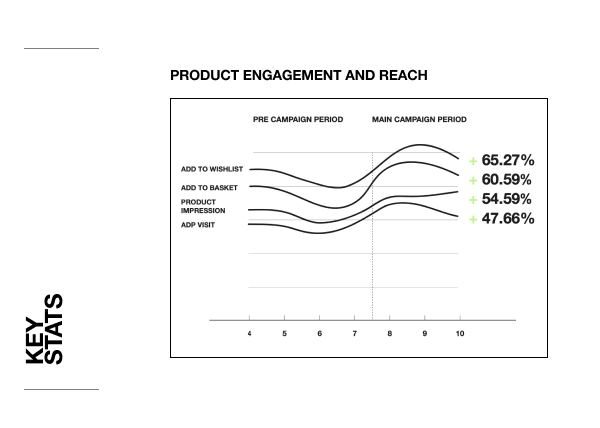 PRODUCT ENGAGEMENT AND REACH
PRE CAMPAIGN PERIOD
MAIN CAMPAIGN PERIOD
ADD TO WISHLIST
ADD TO BASKET
PRODUCT
IMPRESSION
ADP VISIT
+ 65.27%
+ 60.59%
+ 54.59%
+ 47.66%
4 5 6 7 8 9 10
KEY
STATS